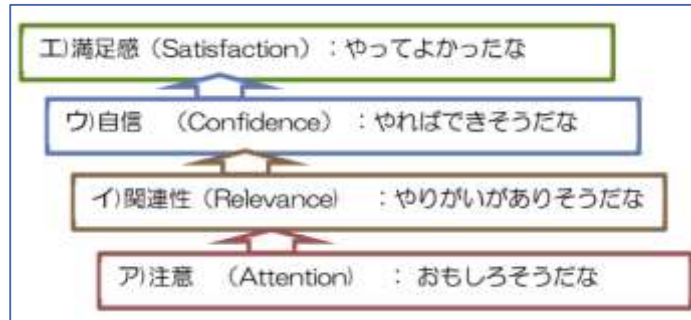 エ)満足感（Satisfaction）：やってよかったな
ウ)自信　（Confidence）：やればできそうだな
イ)関連性（Relevance）　：やりがいがありそうだな
ア)注意　（Attention）　： おもしろそうだな